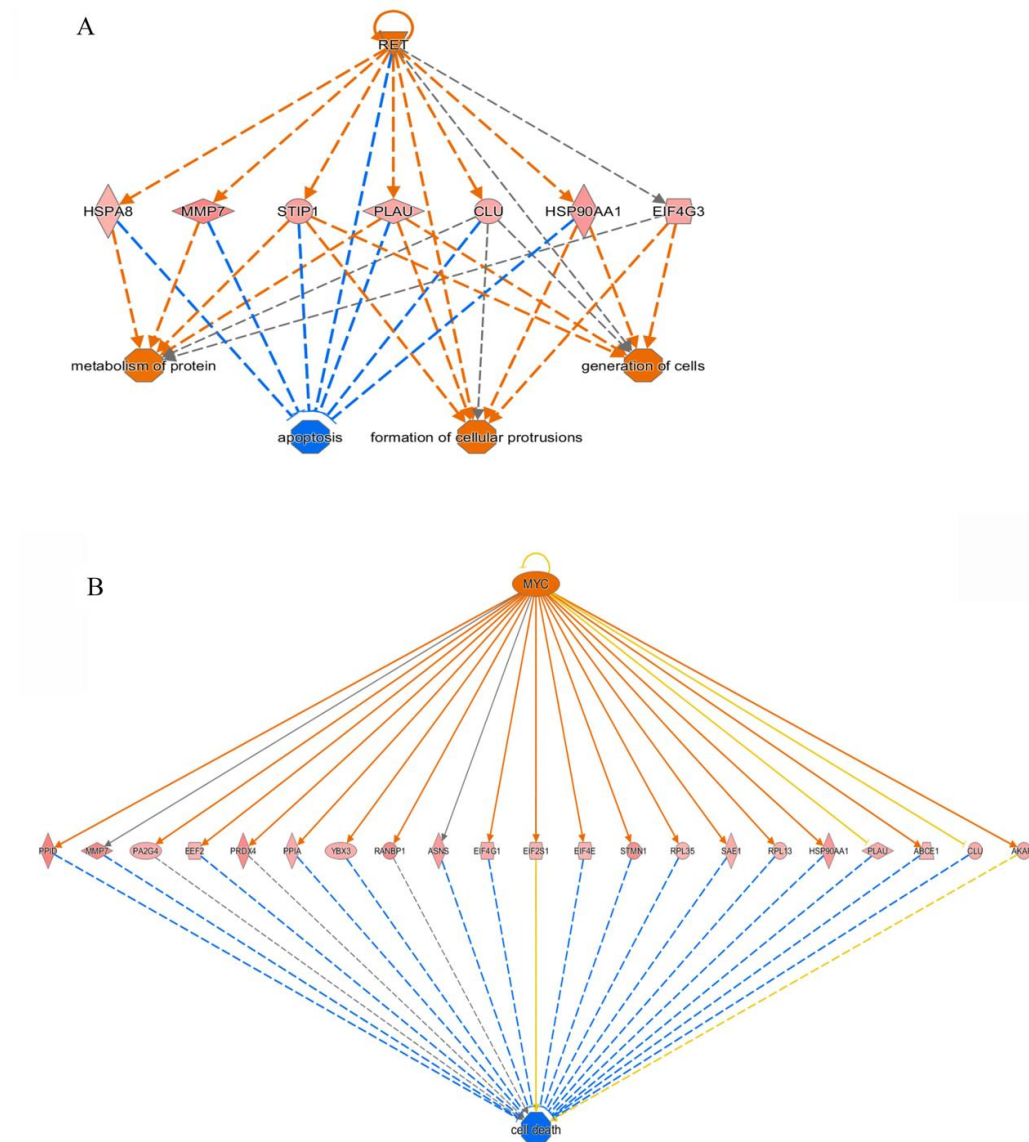 A
RET
HSPA8 MMP7 STIP1 PLAU CLU HSP90AA1 EIF4G3
metabolism of protein generation of cells
apoptosis formation of cellular protrusions
B
MYC
PPID MMP7 PA2G4 EEF2 PRDX4 PPIA YBX3 RANBP1 ASNS EIF4G1 EIF2S1 EIF4E STMN1 RPL35 SAE1 RPL13 HSP90AA1 PLAU ABCE1 CLU
cell death